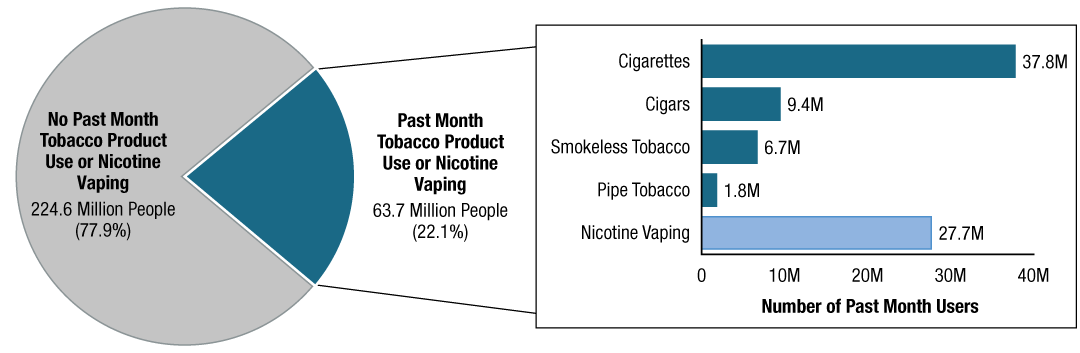 No Past Month
Tobacco Product
Use or Nicotine
Vaping
224.6 Million People
(77.9%)
Past Month
Tobacco Product
Use or Nicotine
Vaping
63.7 Million People
(22.1%)
Cigarettes
37.8M
Cigars
9.4M
Smokeless Tobacco
6.7M
Pipe Tobacco
1.8M
Nicotine Vaping
27.7M
0 10M 20M 30M 40M
Number of Past Month Users